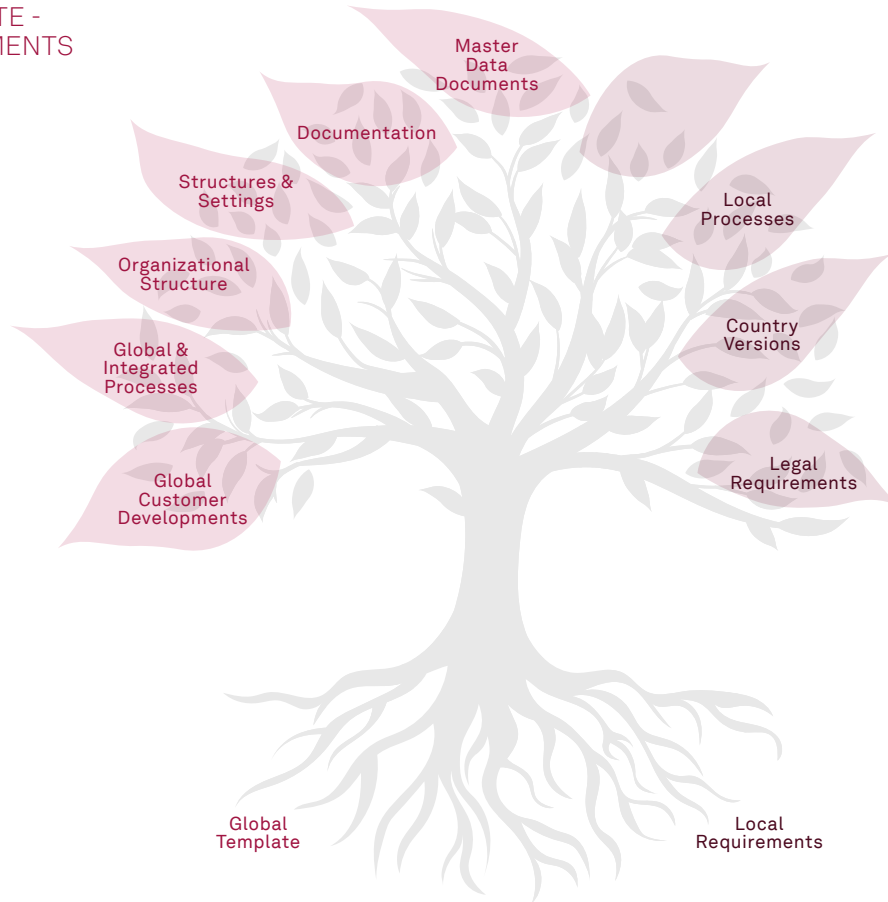 TE -
MENTS
Master
Data
Documents
Documentation
Structures &
Settings
Organizational
Structure
Global &
Integrated
Processes
Global
Customer
Developments
Local
Processes
Country
Versions
Legal
Requirements
Global
Template
Local
Requirements